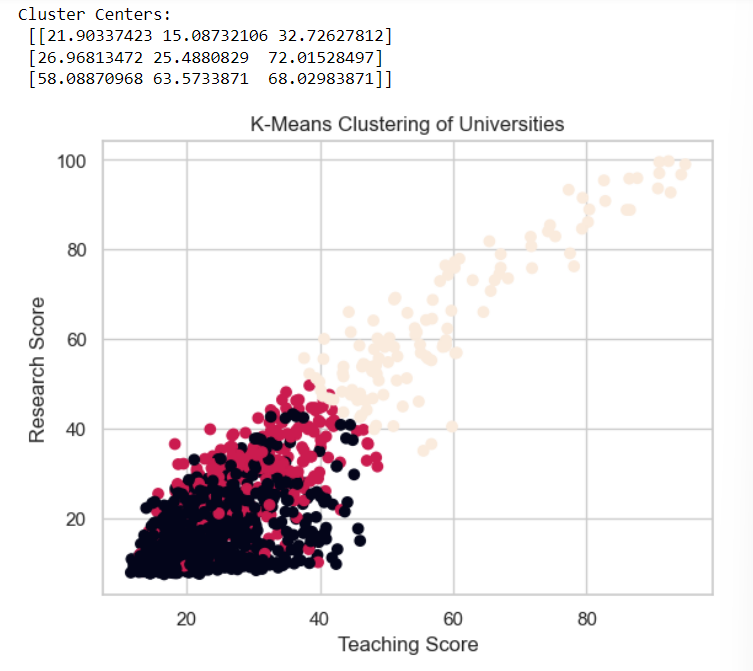 Cluster Centers:
[[21.90337423 15.08732106 32.72627812]
[26.96813472 25.4880829 72.01528497]
[58.08870968 63.5733871 68.02983871]]
K-Means Clustering of Universities
100
80
60
40
20
Research Score
20 40 60 80
Teaching Score